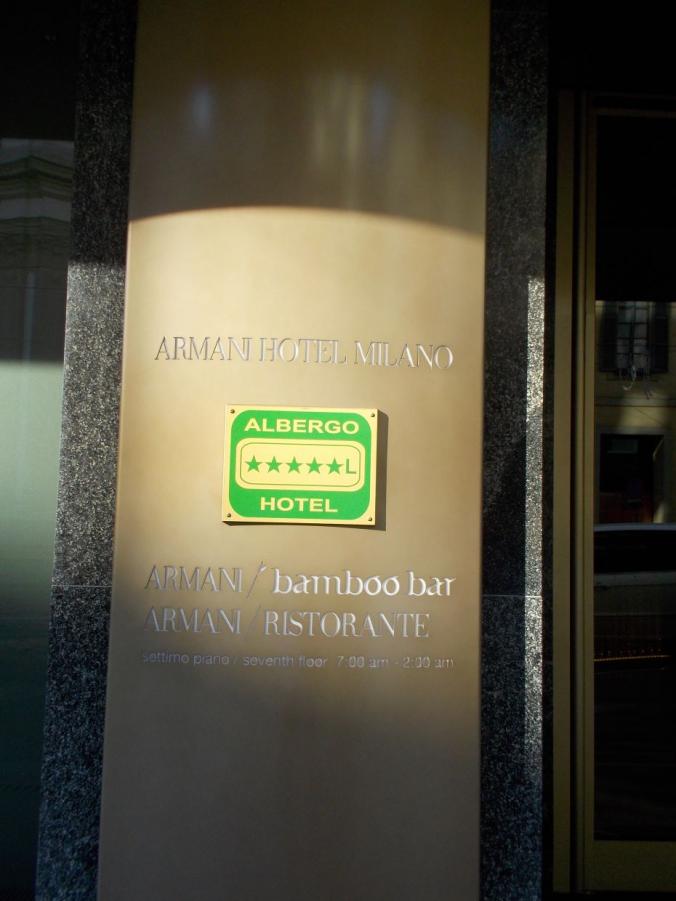 ARMANI HOTEL MILANO
ALBERGO
★★★★★L
HOTEL
ARMANI / bamboo bar
ARMANI / RISTORANTE
settimo piano / seventh floor 7:00 am - 2:00 am